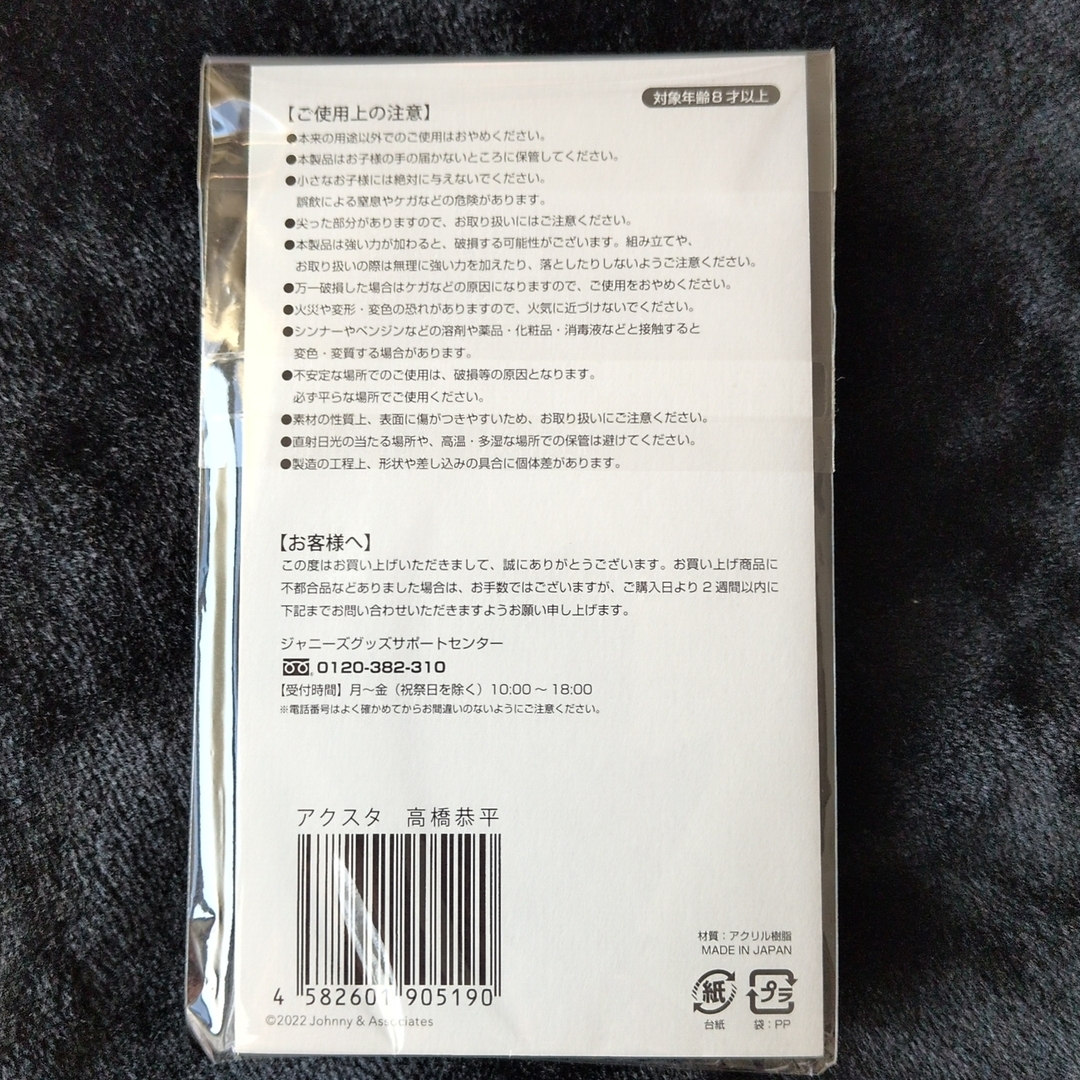 対象年齢8才以上
【ご使用上の注意】
●本来の用途以外でのご使用はおやめください。
●本製品はお子様の手の届かないところに保管してください。
●小さなお子様には絶対に与えないでください。
誤飲による窒息やケガなどの危険があります。
●尖った部分がありますので、お取り扱いにはご注意ください。
●本製品は強い力が加わると、破損する可能性がございます。組み立てや、
お取り扱いの際は無理に強い力を加えたり、落としたりしないようご注意ください。
●万一破損した場合はケガなどの原因になりますので、ご使用をおやめください。
●火災や変形・変色の恐れがありますので、火気に近づけないでください。
●シンナーやベンジンなどの溶剤や薬品・化粧品・消毒液などと接触すると
変色・変質する場合があります。
●不安定な場所でのご使用は、破損等の原因となります。
必ず平らな場所でご使用ください。
●素材の性質上、表面に傷がつきやすいため、お取り扱いにご注意ください。
●直射日光の当たる場所や、高温・多湿な場所での保管は避けてください。
●製造の工程上、形状や差し込みの具合に個体差があります。
【お客様へ】
この度はお買い上げいただきまして、誠にありがとうございます。お買い上げ商品に
不都合品などありました場合は、お手数ではございますが、ご購入日より2週間以内に
下記までお問い合わせいただきますようお願い申し上げます。
ジャニーズグッズサポートセンター
0120-382-310
【受付時間】月〜金（祝祭日を除く）10:00〜18:00
※電話番号はよく確かめてからお間違いのないようにご注意ください。
アクスタ 高橋恭平
4 582601 905190
©2022 Johnny & Associates
材質：アクリル樹脂
MADE IN JAPAN
紙 プラ
台紙 袋：PP